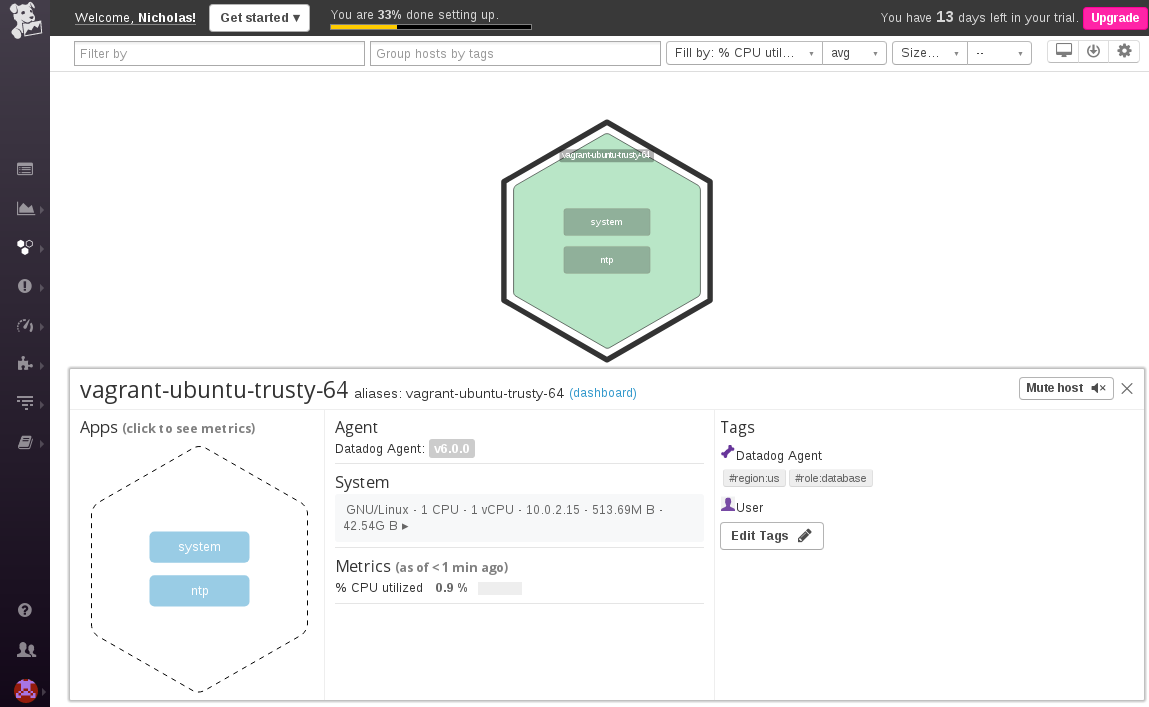 Welcome, Nicholas!
Get started ▾
You are 33% done setting up.
You have 13 days left in your trial.
Upgrade
Filter by
Group hosts by tags
Fill by: % CPU util...
avg
Size...
--
vagrant-ubuntu-trusty-64
system
ntp
vagrant-ubuntu-trusty-64 aliases: vagrant-ubuntu-trusty-64 (dashboard)
Mute host
Apps (click to see metrics)
system
ntp
Agent
Datadog Agent: v6.0.0
System
GNU/Linux - 1 CPU - 1 vCPU - 10.0.2.15 - 513.69M B -
42.54G B ▸
Metrics (as of < 1 min ago)
% CPU utilized 0.9 %
Tags
Datadog Agent
#region:us #role:database
User
Edit Tags